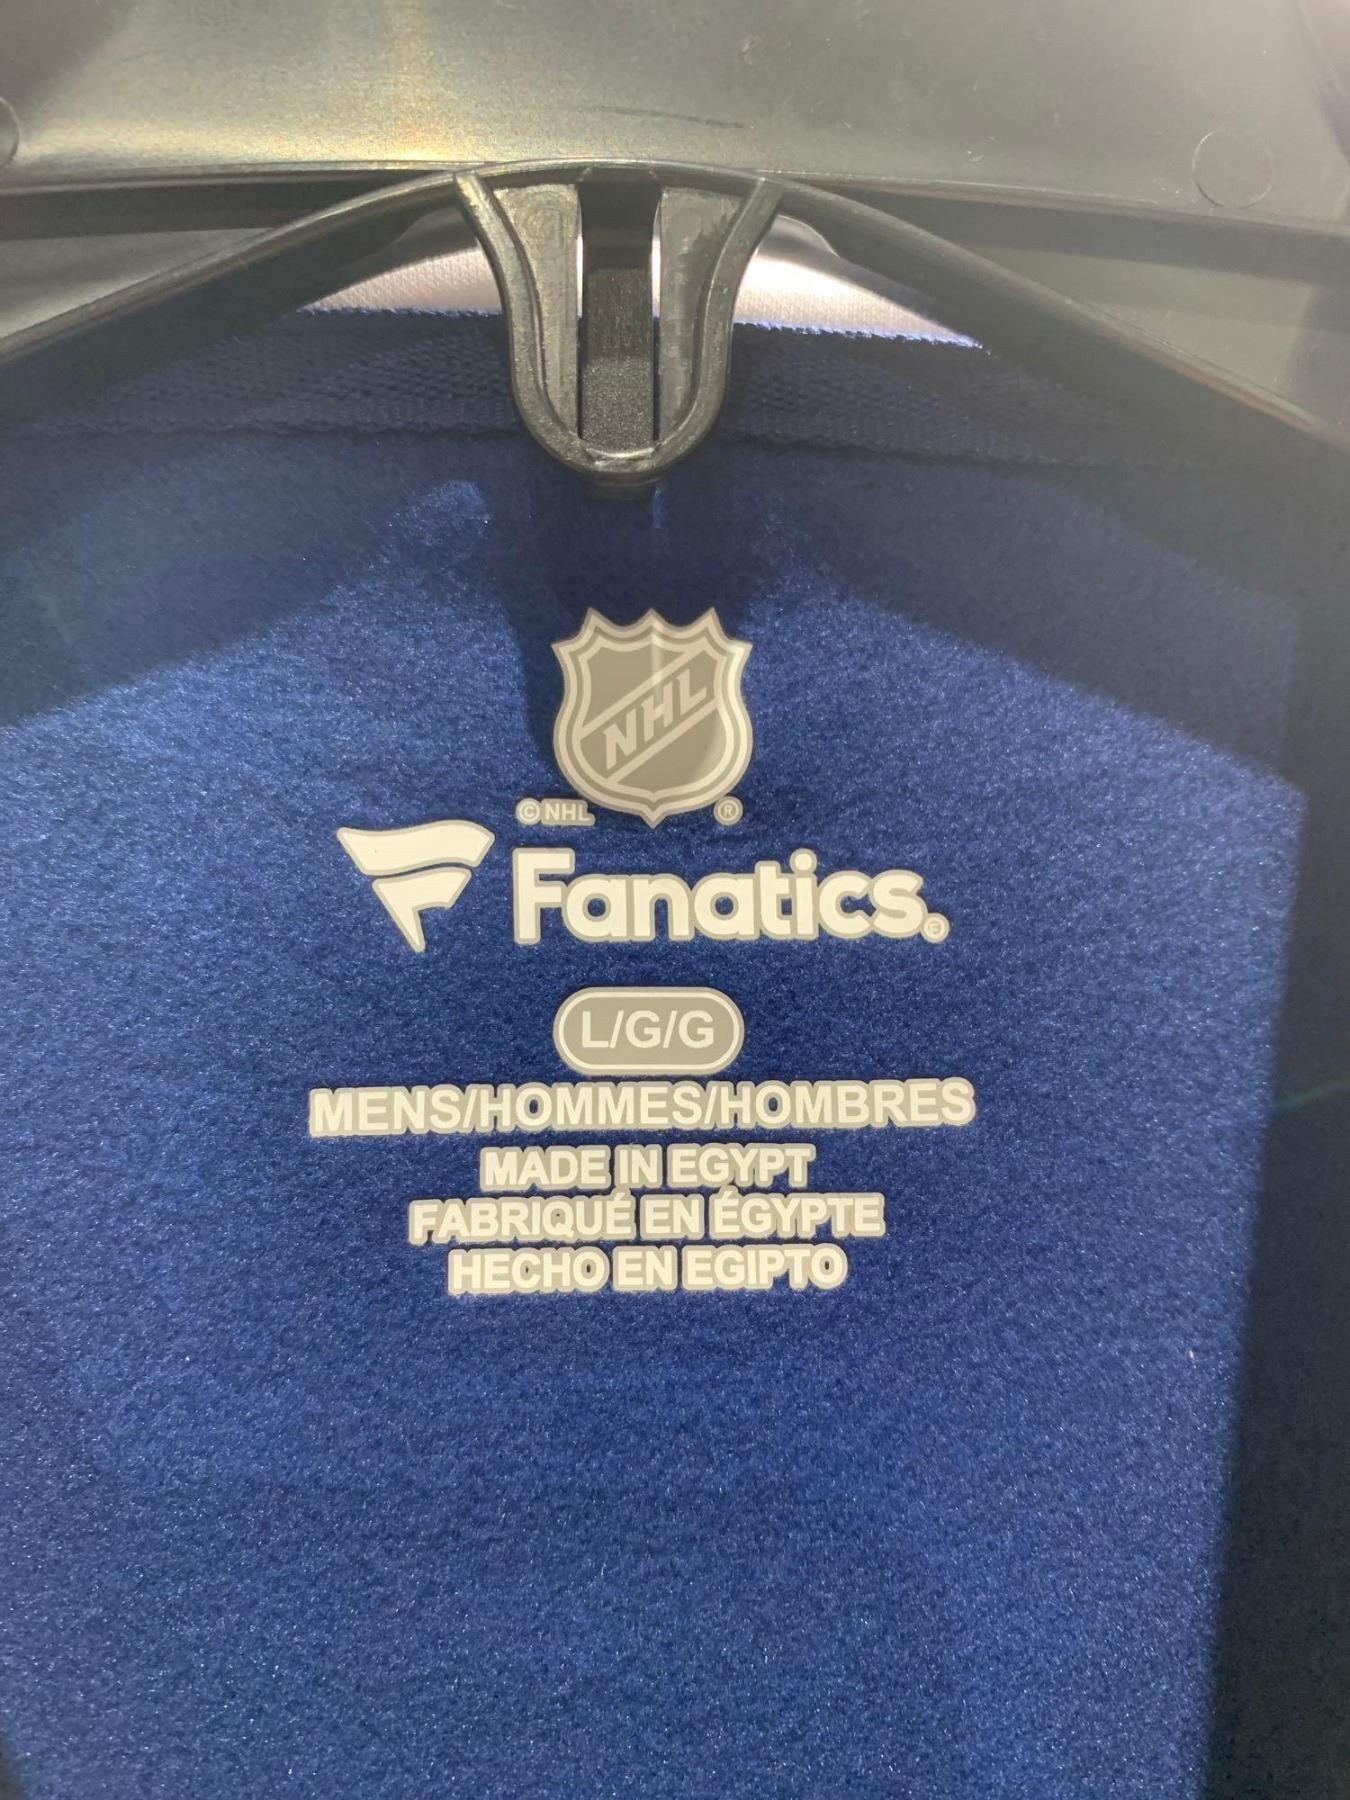 NHL
© NHL ®
Fanatics.
L/G/G
MENS/HOMMES/HOMBRES
MADE IN EGYPT
FABRIQUÉ EN ÉGYPTE
HECHO EN EGIPTO